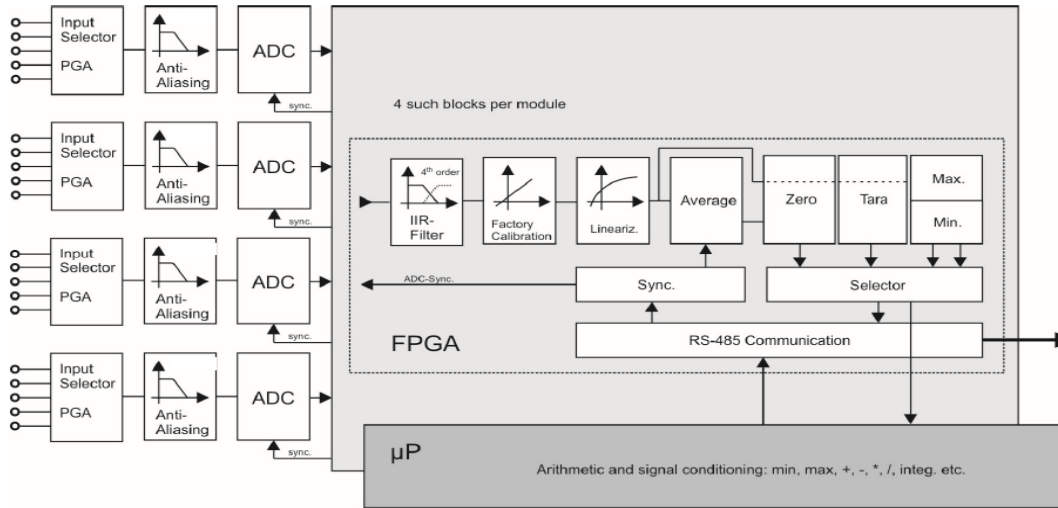 Input
Selector
PGA
Anti-
Aliasing
ADC
sync.
Input
Selector
PGA
Anti-
Aliasing
ADC
sync.
Input
Selector
PGA
Anti-
Aliasing
ADC
sync.
Input
Selector
PGA
Anti-
Aliasing
ADC
sync.
4 such blocks per module
4th order
IIR-
Filter
Factory
Calibration
Lineariz.
Average
Zero
Tara
Max.
Min.
ADC-Sync.
Sync.
Selector
FPGA
RS-485 Communication
µP
Arithmetic and signal conditioning: min, max, +, -, *, /, integ. etc.